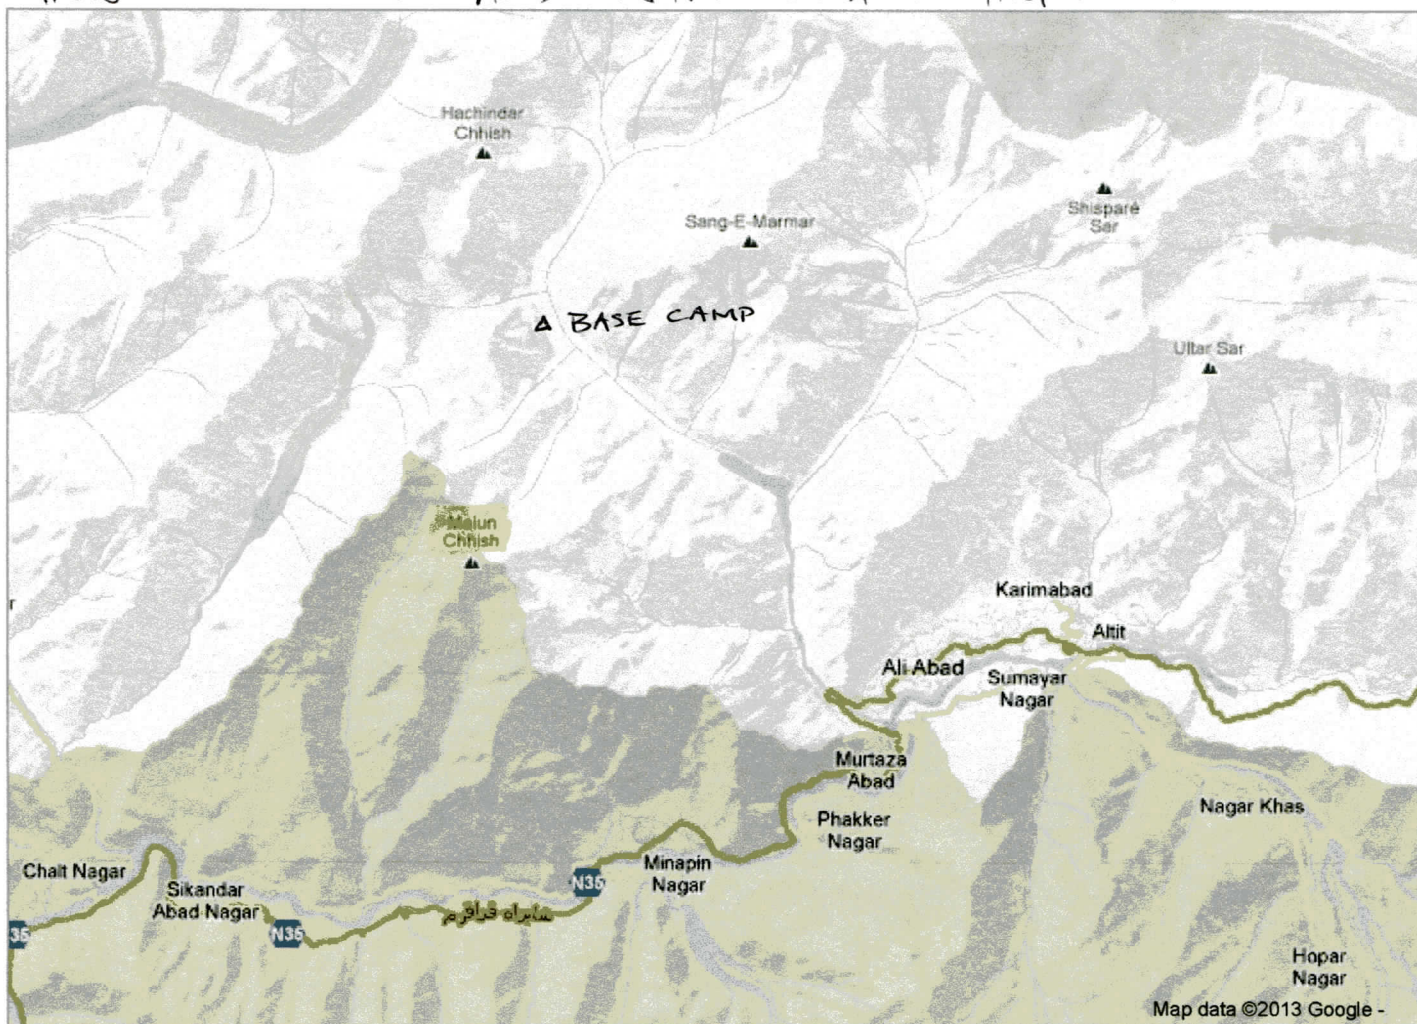 Hachindar
Chhish
Sang-E-Marmar
Shisparé
Sar
BASE CAMP
Ultar Sar
Malun
Chhish
Karimabad
Altit
Ali Abad
Sumayar
Nagar
Murtaza
Abad
Nagar Khas
Phakker
Nagar
Chalt Nagar
Minapin
Nagar
Sikandar
Abad Nagar
N35
شاہراہ قراقرم
N35
35
Hopar
Nagar
Map data ©2013 Google -
r